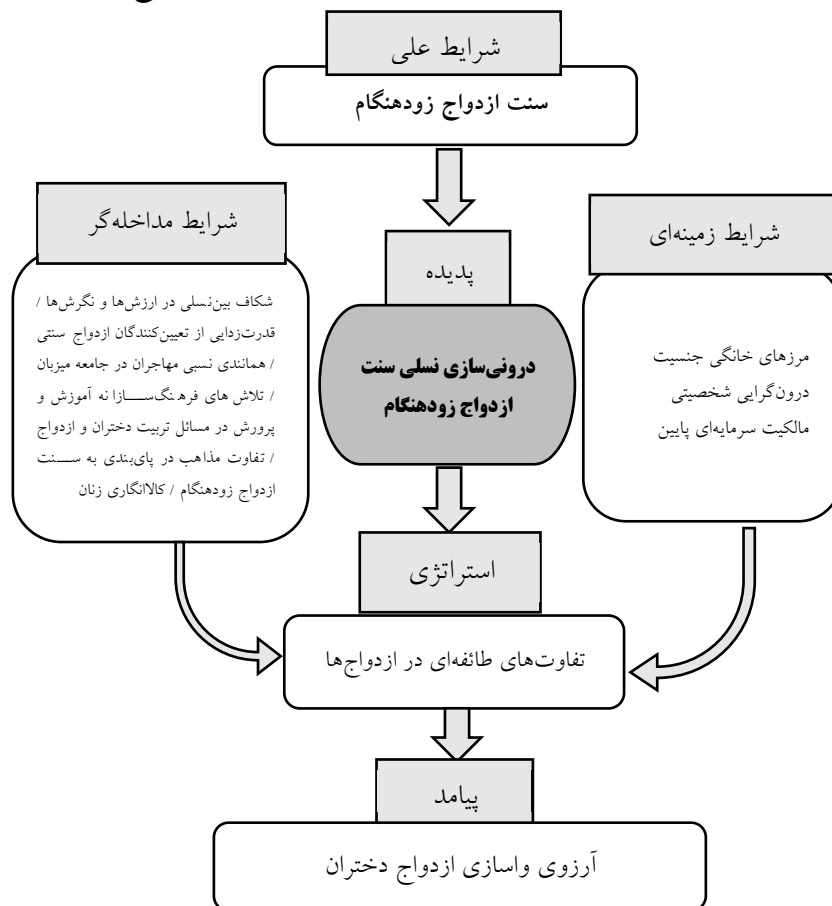 شرایط علی
سنت ازدواج زودهنگام
شرایط مداخله‌گر
شکاف بین‌نسلی در ارزش‌ها و نگرش‌ها /
قدرت‌زدایی از تعیین‌کنندگان ازدواج سنتی
/ همانندی نسبی مهاجران در جامعه میزبان
/ تلاش های فرهنگ‌سازانه آموزش و
پرورش در مسائل تربیت دختران و ازدواج
/ تفاوت مذاهب در پای‌بندی به سنت
ازدواج زودهنگام / کالاانگاری زنان
پدیده
درونی‌سازی نسلی سنت
ازدواج زودهنگام
شرایط زمینه‌ای
مرزهای خانگی جنسیت
درون‌گرایی شخصیتی
مالکیت سرمایه‌ای پایین
استراتژی
تفاوت‌های طائفه‌ای در ازدواج‌ها
پیامد
آرزوی واسازی ازدواج دختران